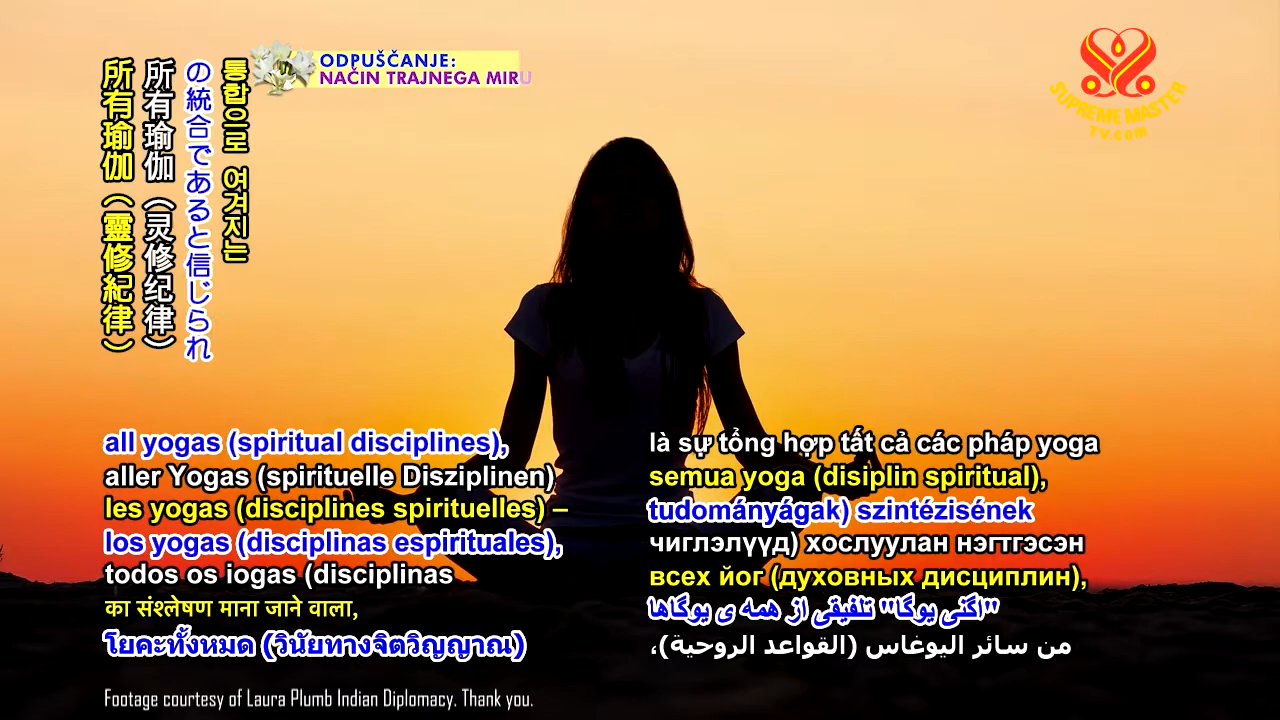 ODPUŠČANJE:
NAČIN TRAJNEGA MIRU
SUPREME MASTER
TV.com
통합으로 여겨지는
の統合であると信じられ
所有瑜伽（灵修纪律）
所有瑜伽（靈修紀律）
all yogas (spiritual disciplines),
aller Yogas (spirituelle Disziplinen)
les yogas (disciplines spirituelles) –
los yogas (disciplinas espirituales),
todos os iogas (disciplinas
का संश्लेषण माना जाने वाला,
โยคะทั้งหมด (วินัยทางจิตวิญญาณ)
là sự tổng hợp tất cả các pháp yoga
semua yoga (disiplin spiritual),
tudományágak) szintézisének
чиглэлүүд) хослуулан нэгтгэсэн
всех йог (духовных дисциплин),
"اگنی یوگا" تلفیقی از همه ی یوگاها
من سائر اليوغاس (القواعد الروحية)،
Footage courtesy of Laura Plumb Indian Diplomacy. Thank you.